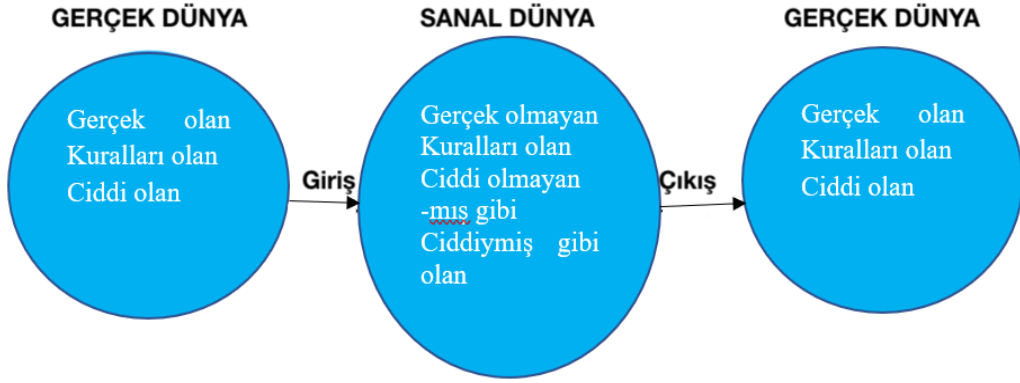 GERÇEK DÜNYA
Gerçek olan
Kuralları olan
Ciddi olan
Giriş
SANAL DÜNYA
Gerçek olmayan
Kuralları olan
Ciddi olmayan
-mış gibi
Ciddiymiş gibi
olan
Çıkış
GERÇEK DÜNYA
Gerçek olan
Kuralları olan
Ciddi olan